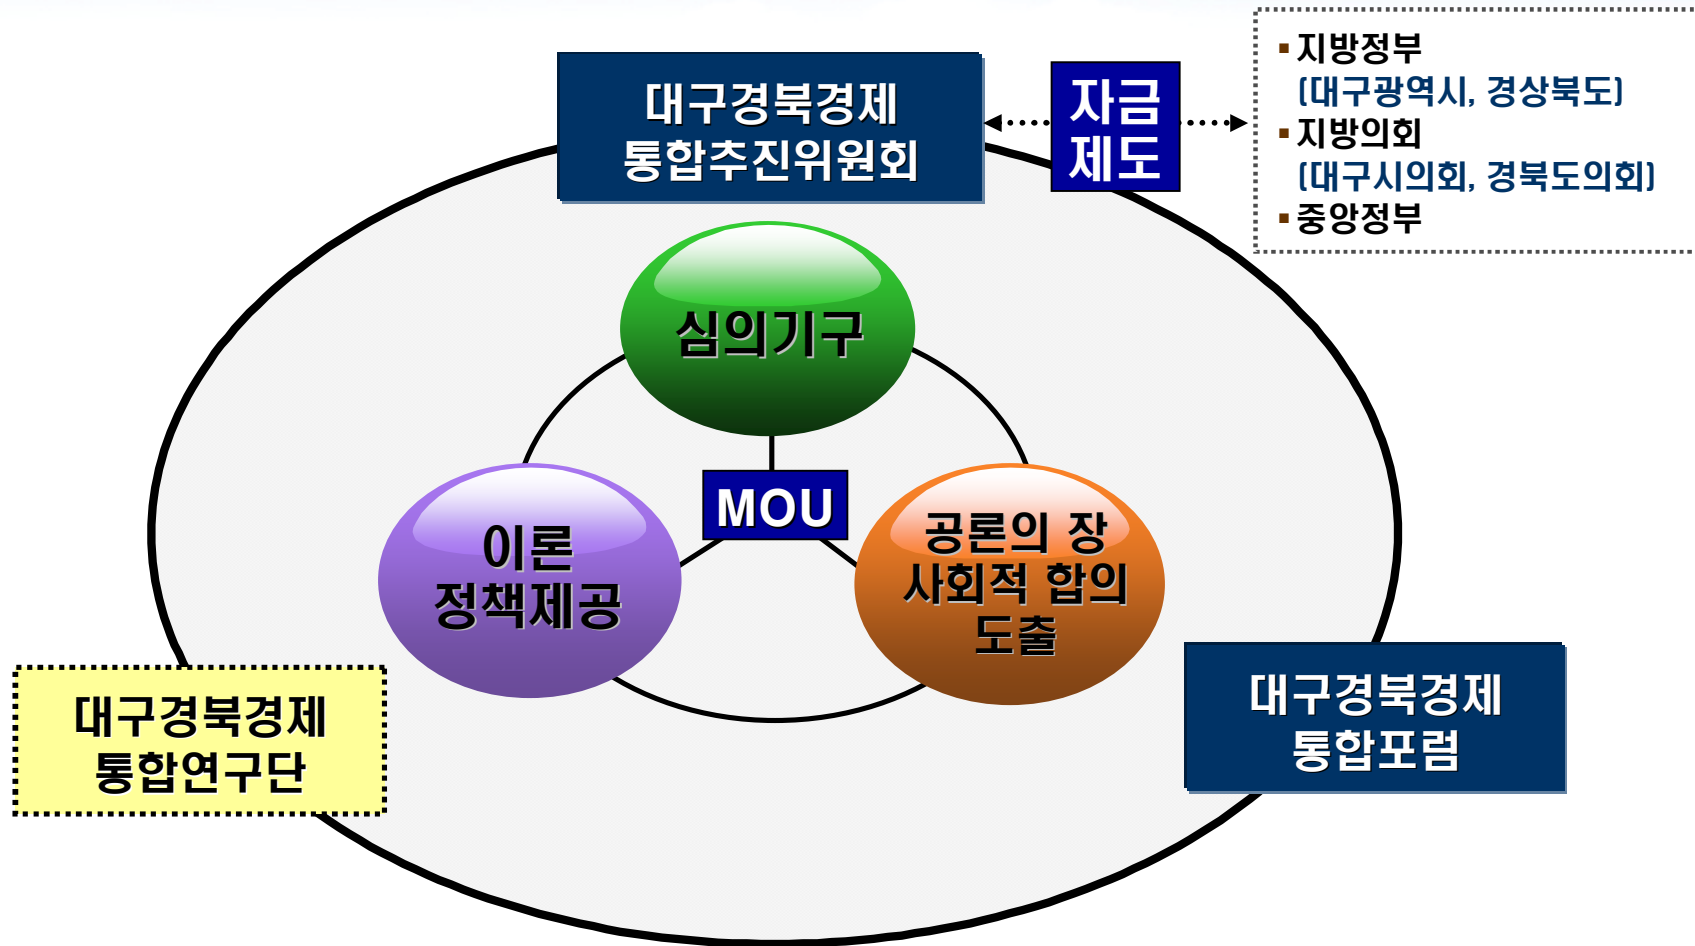 대구경북경제
통합추진위원회
자금
제도
▪지방정부
(대구광역시, 경상북도)
▪지방의회
(대구시의회, 경북도의회)
▪중앙정부
심의기구
MOU
이론
정책제공
공론의 장
사회적 합의
도출
대구경북경제
통합연구단
대구경북경제
통합포럼